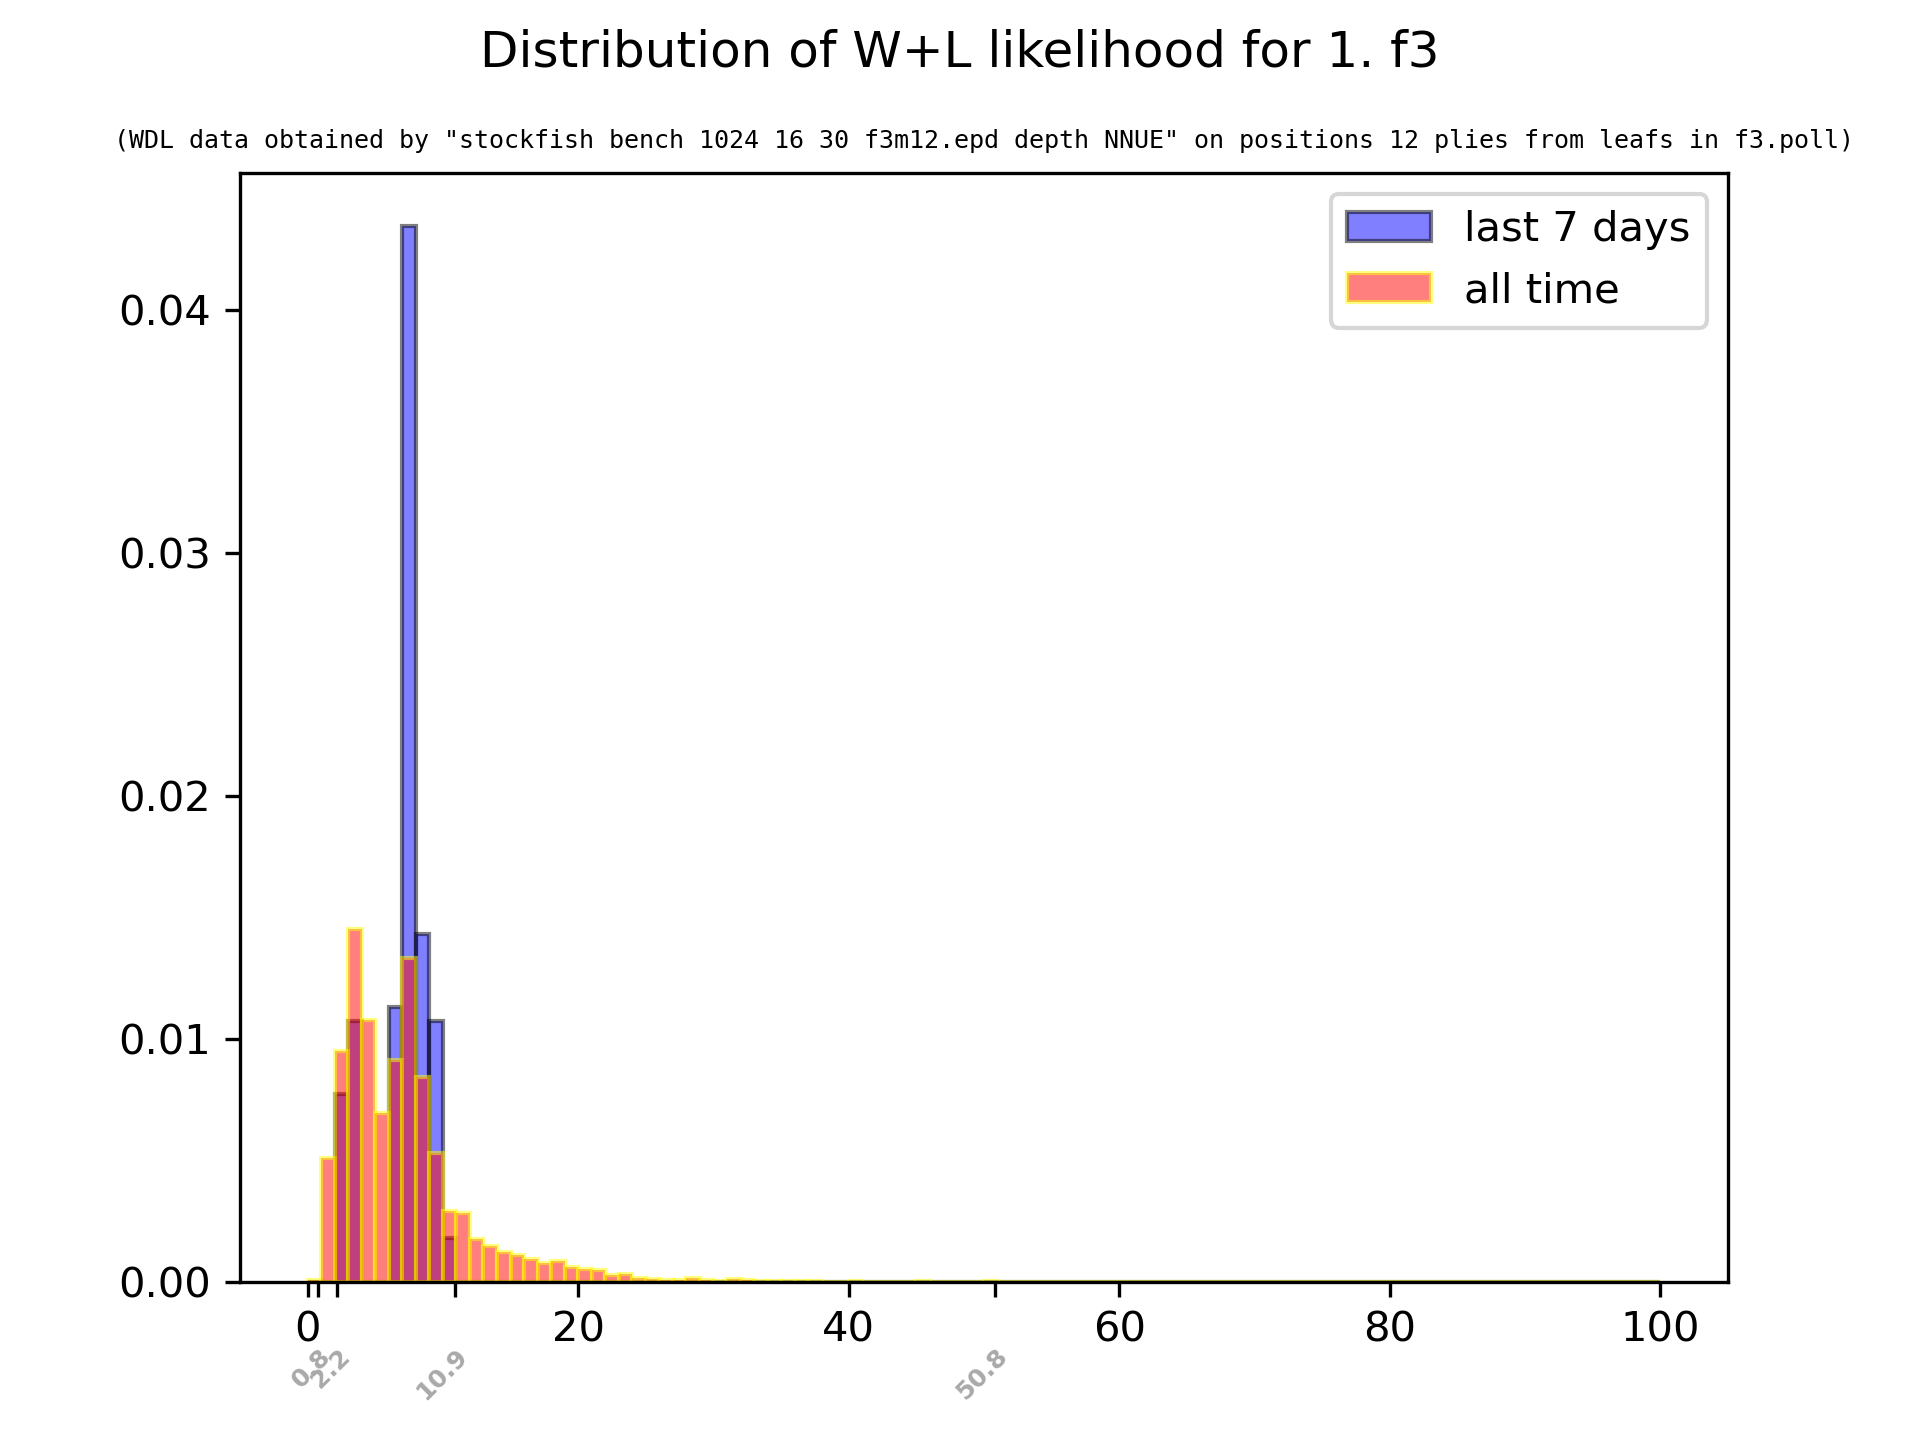 Distribution of W+L likelihood for 1. f3
(WDL data obtained by "stockfish bench 1024 16 30 f3m12.epd depth NNUE" on positions 12 plies from leafs in f3.poll)
last 7 days
all time
0.04
0.03
0.02
0.01
0.00
0 20 40 60 80 100
0.8 2.2 10.9 50.8